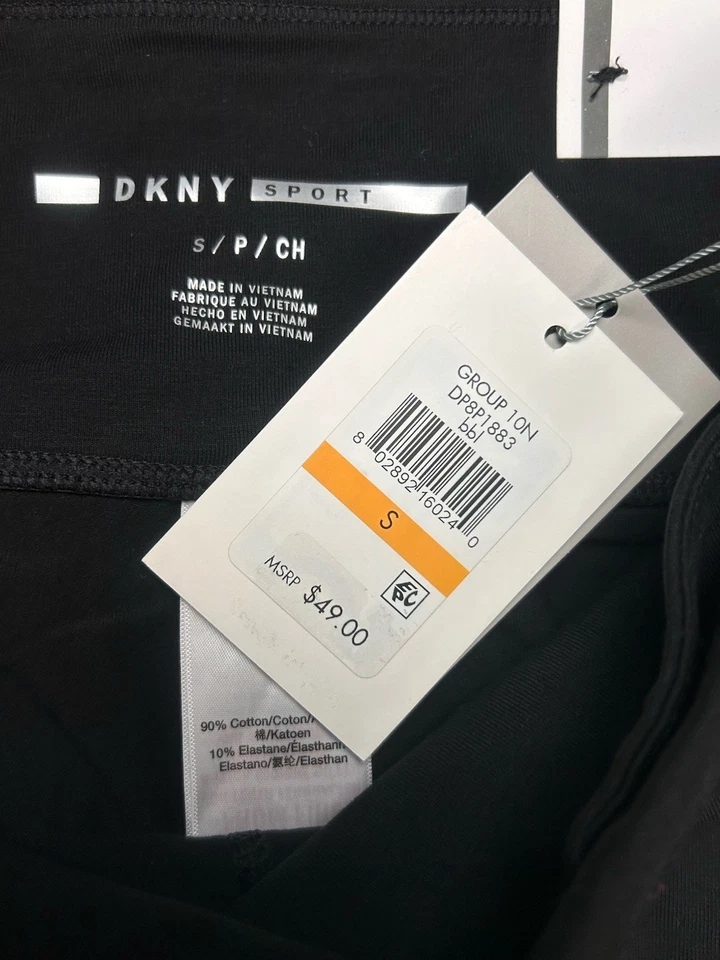 DKNY SPORT
S / P / CH
MADE IN VIETNAM
FABRIQUE AU VIETNAM
HECHO EN VIETNAM
GEMAAKT IN VIETNAM
GROUP 10N
DP8P1883
bbl
8 02892 16024 0
S
MSRP $49.00
90% Cotton/Coton/
棉/Katoen
10% Elastane/Élasthann
Elastano/氨纶/Elasthan